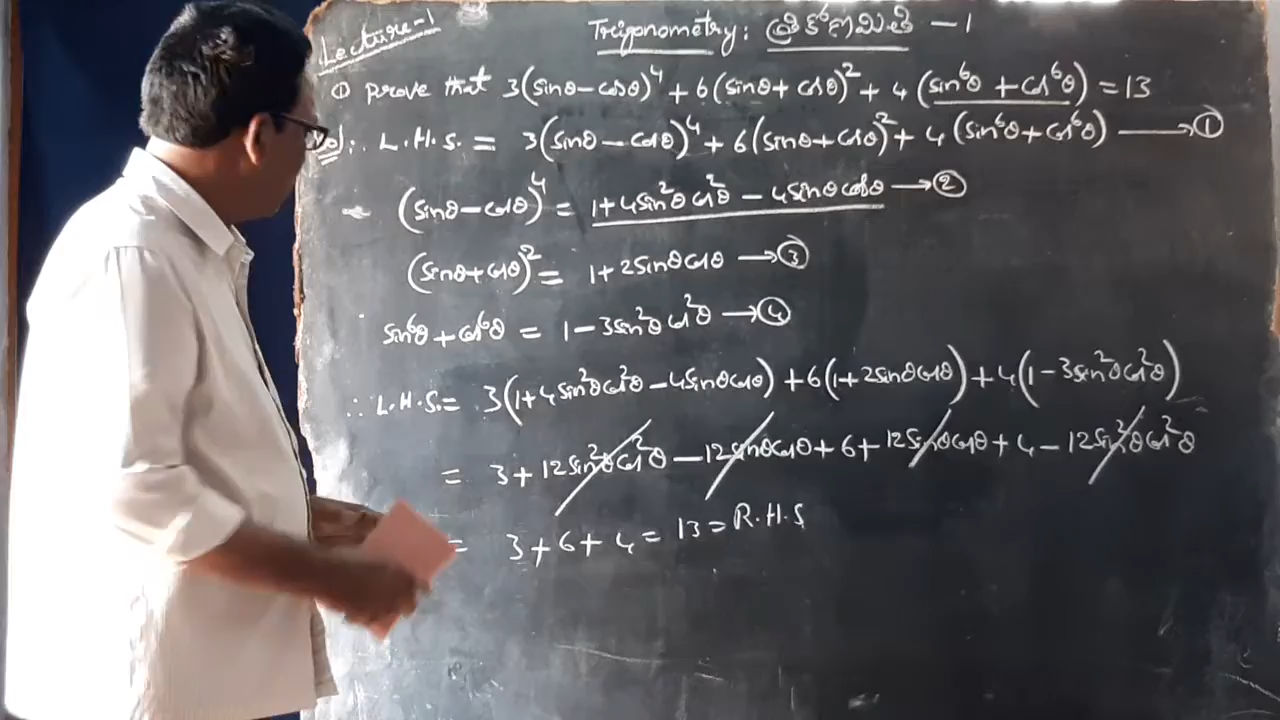 Lecture-1
Trigonometry: త్రికోణమితి - 1
① prove that 3(sinθ-cosθ)⁴+6(sinθ+cosθ)²+4(sin⁶θ+cos⁶θ)=13
Sol: L.H.S. = 3(sinθ-cosθ)⁴+6(sinθ+cosθ)²+4(sin⁶θ+cos⁶θ) → ①
(sinθ-cosθ)⁴ = 1+4sin²θcos²θ-4sinθcosθ → ②
(sinθ+cosθ)² = 1+2sinθcosθ → ③
sin⁶θ+cos⁶θ = 1-3sin²θcos²θ → ④
∴ L.H.S. = 3(1+4sin²θcos²θ-4sinθcosθ)+6(1+2sinθcosθ)+4(1-3sin²θcos²θ)
= 3+12sin²θcos²θ-12sinθcosθ+6+12sinθcosθ+4-12sin²θcos²θ
= 3+6+4=13=R.H.S